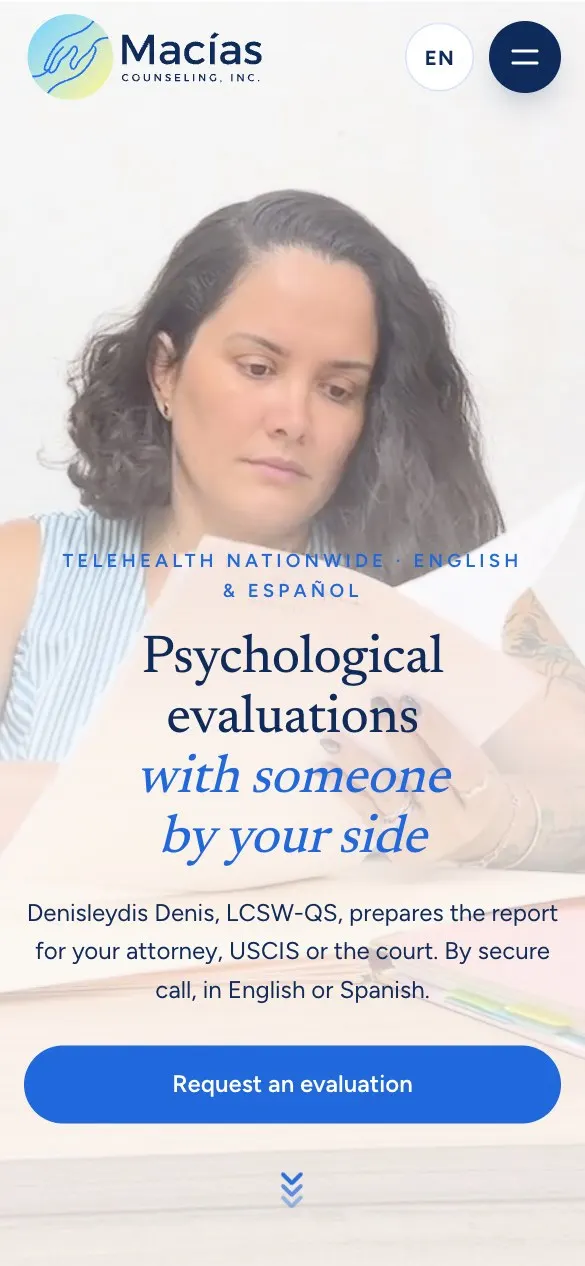 Macías
COUNSELING, INC.
EN
TELEHEALTH NATIONWIDE · ENGLISH
& ESPAÑOL
Psychological
evaluations
with someone
by your side
Denisleydis Denis, LCSW-QS, prepares the report
for your attorney, USCIS or the court. By secure
call, in English or Spanish.
Request an evaluation